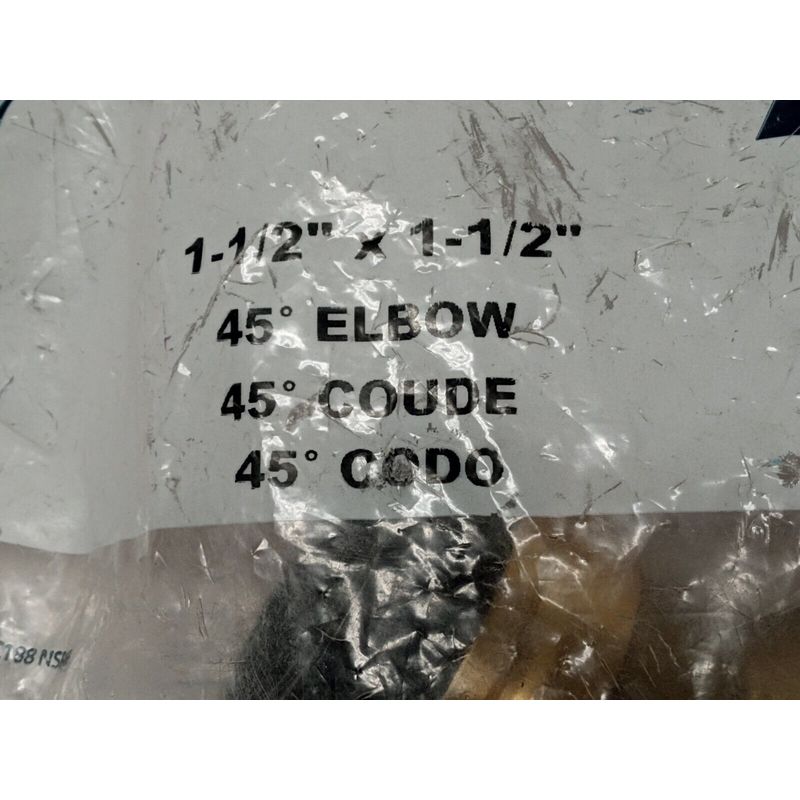 1-1/2" x 1-1/2"
45° ELBOW
45° COUDE
45° CODO